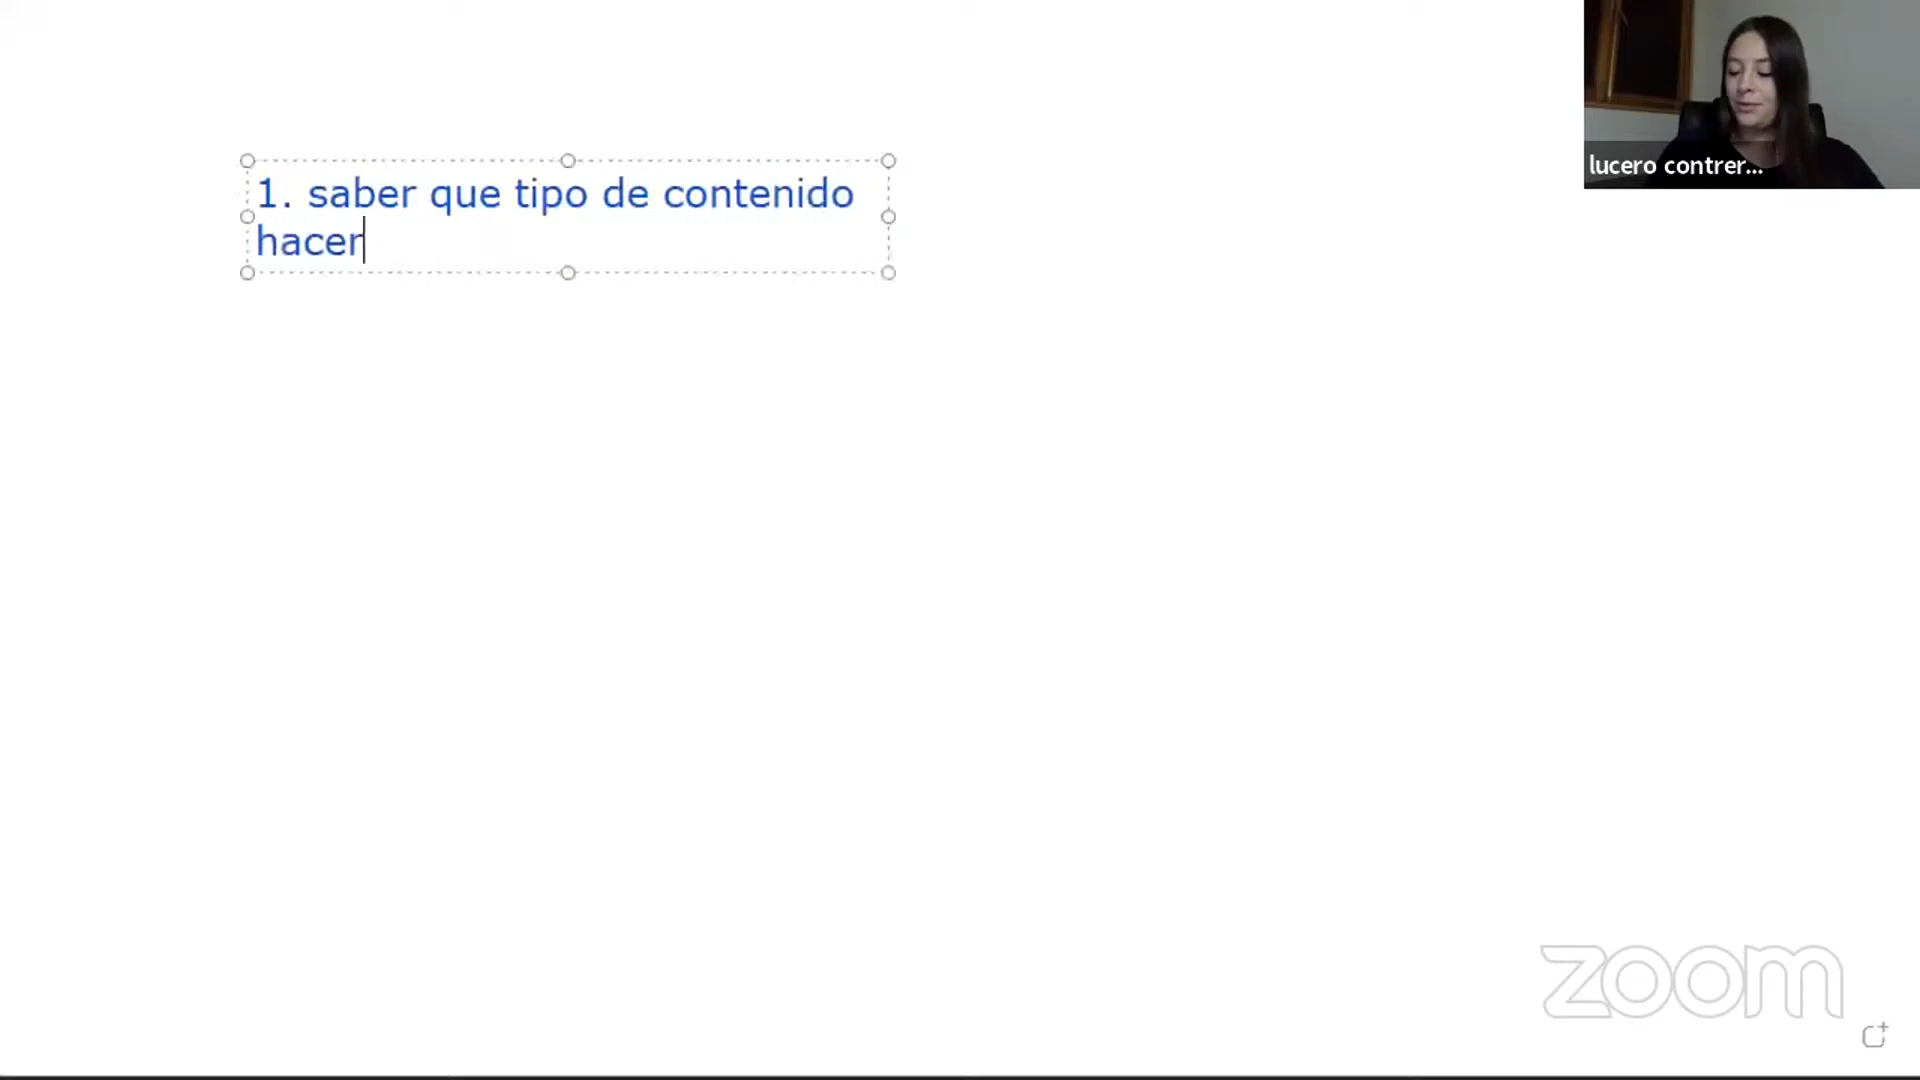 lucero contrer...
1. saber que tipo de contenido
hacer
zoom